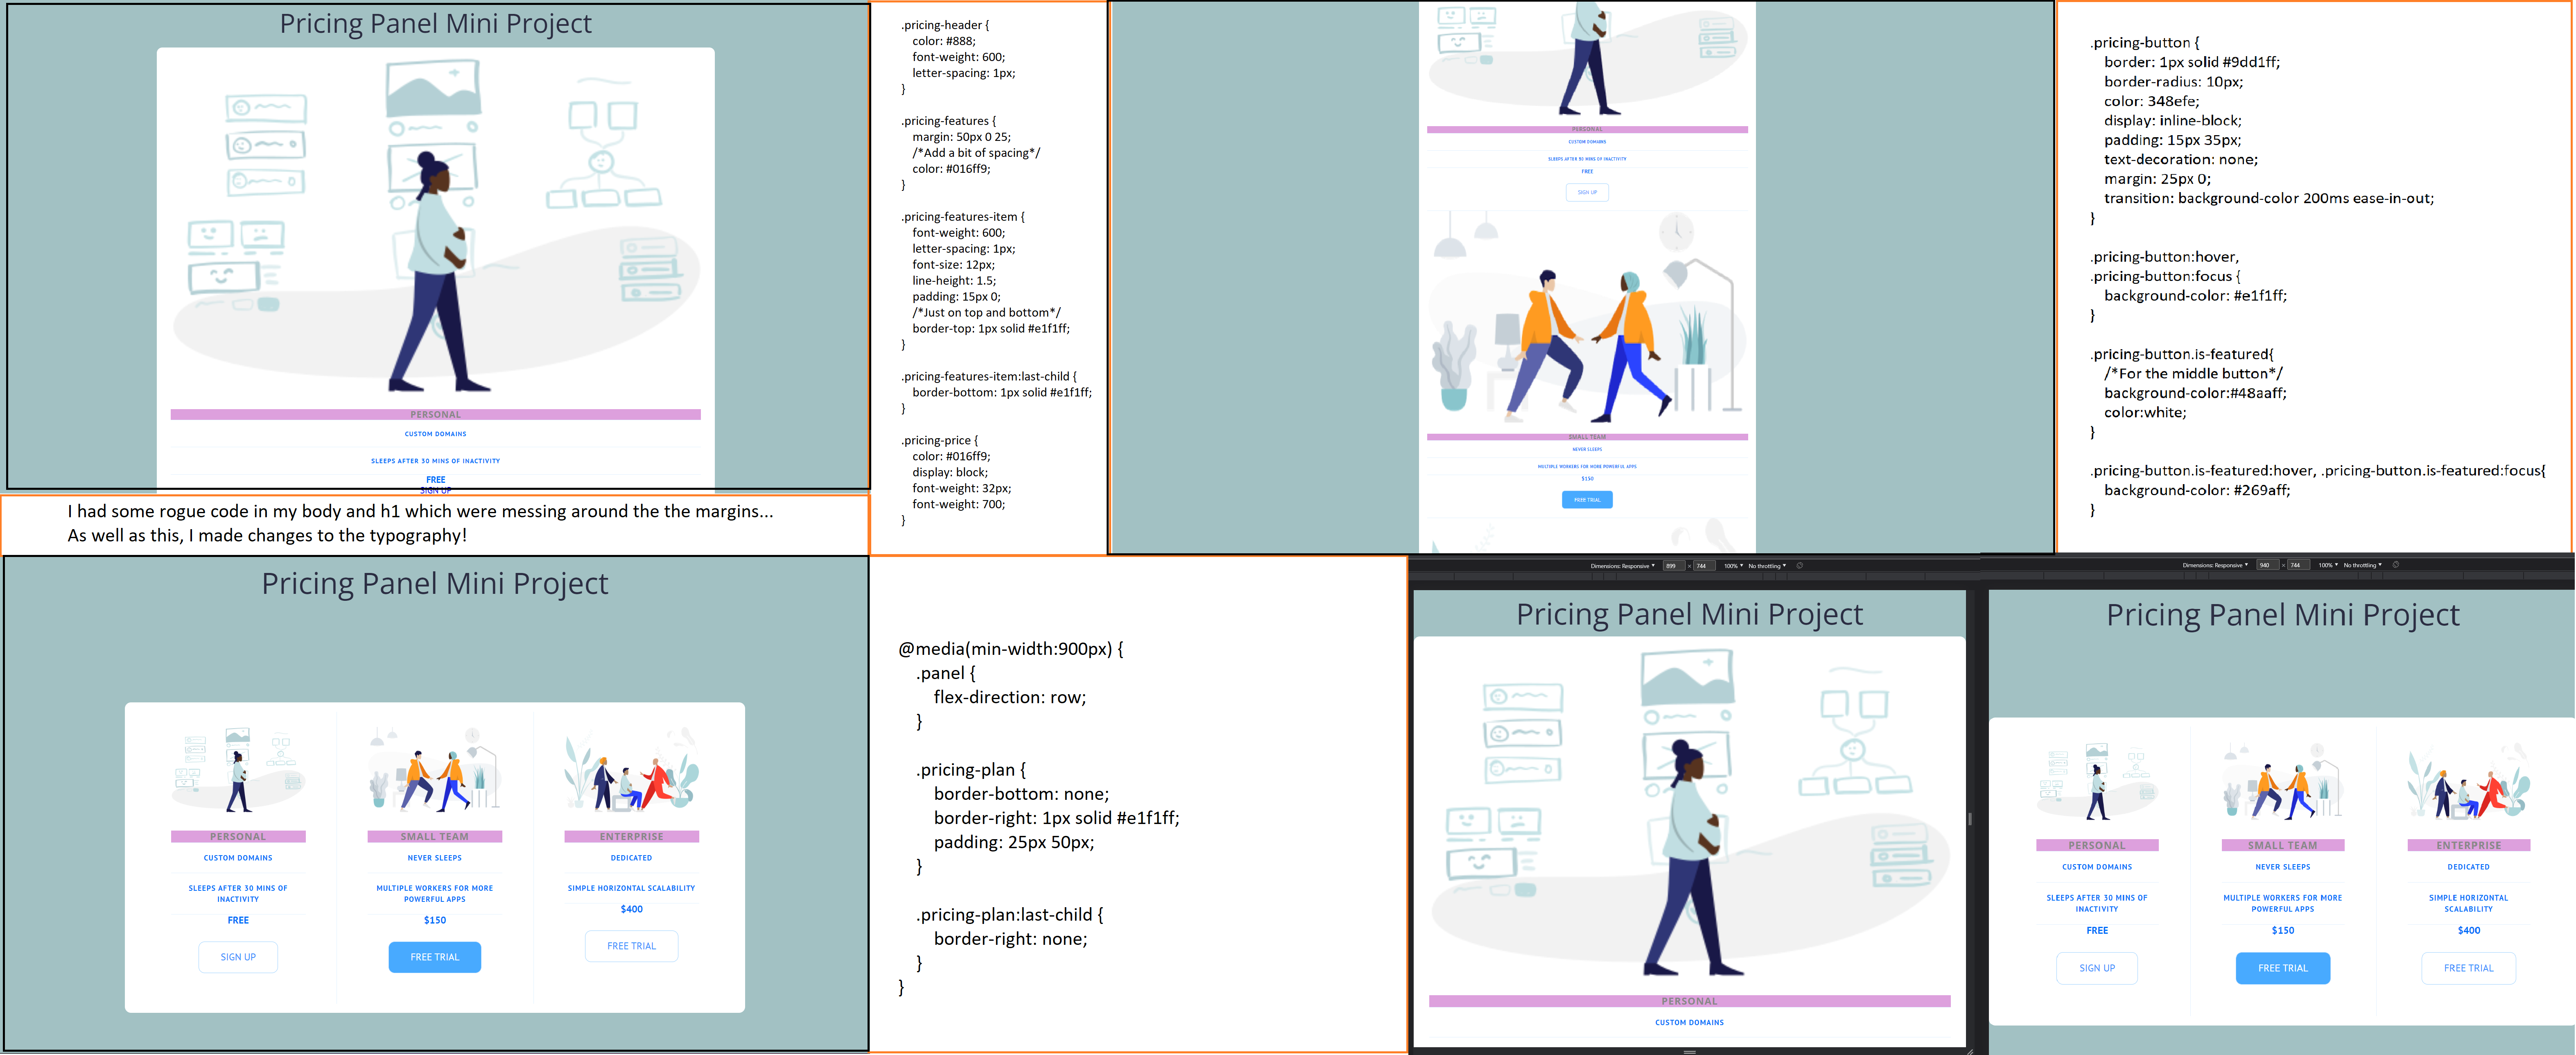 Pricing Panel Mini Project
PERSONAL
CUSTOM DOMAINS
SLEEPS AFTER 30 MINS OF INACTIVITY
FREE
SIGN UP
I had some rogue code in my body and h1 which were messing around the the margins...
As well as this, I made changes to the typography!
.pricing-header {
color: #888;
font-weight: 600;
letter-spacing: 1px;
}
.pricing-features {
margin: 50px 0 25;
/*Add a bit of spacing*/
color: #016ff9;
}
.pricing-features-item {
font-weight: 600;
letter-spacing: 1px;
font-size: 12px;
line-height: 1.5;
padding: 15px 0;
/*Just on top and bottom*/
border-top: 1px solid #e1f1ff;
}
.pricing-features-item:last-child {
border-bottom: 1px solid #e1f1ff;
}
.pricing-price {
color: #016ff9;
display: block;
font-weight: 32px;
font-weight: 700;
}
PERSONAL
CUSTOM DOMAINS
SLEEPS AFTER 30 MINS OF INACTIVITY
FREE
SIGN UP
SMALL TEAM
NEVER SLEEPS
MULTIPLE WORKERS FOR MORE POWERFUL APPS
$150
FREE TRIAL
.pricing-button {
border: 1px solid #9dd1ff;
border-radius: 10px;
color: 348efe;
display: inline-block;
padding: 15px 35px;
text-decoration: none;
margin: 25px 0;
transition: background-color 200ms ease-in-out;
}
.pricing-button:hover,
.pricing-button:focus {
background-color: #e1f1ff;
}
.pricing-button.is-featured{
/*For the middle button*/
background-color:#48aaff;
color:white;
}
.pricing-button.is-featured:hover, .pricing-button.is-featured:focus{
background-color: #269aff;
}
Pricing Panel Mini Project
PERSONAL
CUSTOM DOMAINS
SLEEPS AFTER 30 MINS OF
INACTIVITY
FREE
SIGN UP
SMALL TEAM
NEVER SLEEPS
MULTIPLE WORKERS FOR MORE
POWERFUL APPS
$150
FREE TRIAL
ENTERPRISE
DEDICATED
SIMPLE HORIZONTAL SCALABILITY
$400
FREE TRIAL
@media(min-width:900px) {
.panel {
flex-direction: row;
}
.pricing-plan {
border-bottom: none;
border-right: 1px solid #e1f1ff;
padding: 25px 50px;
}
.pricing-plan:last-child {
border-right: none;
}
}
Dimensions: Responsive 899 × 744 100% No throttling
Pricing Panel Mini Project
PERSONAL
CUSTOM DOMAINS
Dimensions: Responsive 940 × 744 100% No throttling
Pricing Panel Mini Project
PERSONAL
CUSTOM DOMAINS
SLEEPS AFTER 30 MINS OF
INACTIVITY
FREE
SIGN UP
SMALL TEAM
NEVER SLEEPS
MULTIPLE WORKERS FOR MORE
POWERFUL APPS
$150
FREE TRIAL
ENTERPRISE
DEDICATED
SIMPLE HORIZONTAL
SCALABILITY
$400
FREE TRIAL